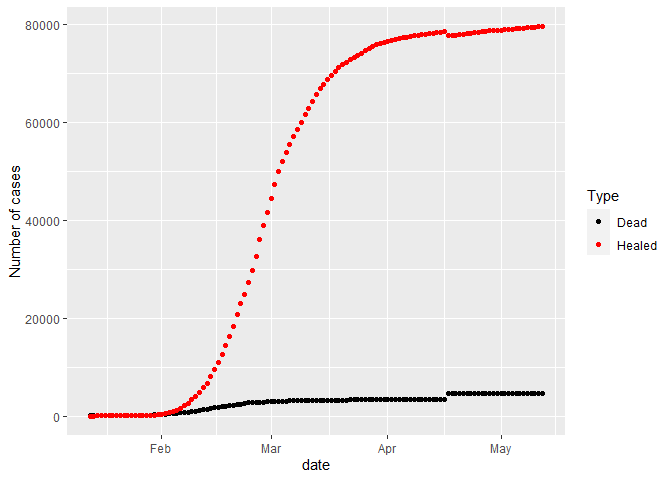 80000
60000
40000
20000
0
Number of cases
Feb
Mar
Apr
May
date
Type
Dead
Healed